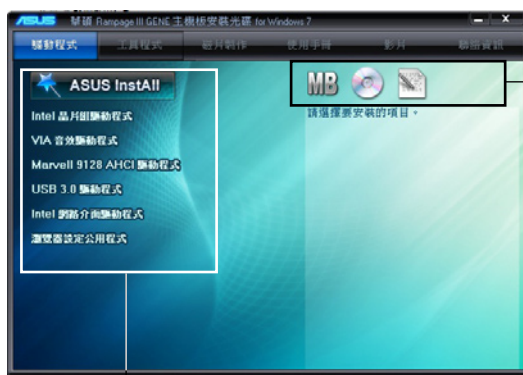 ASUS 華碩 Rampage III GENE 主機板安裝光碟 for Windows 7
驅動程式 工具程式 磁片製作 使用手冊 影片 聯絡資訊
ASUS InstAll
MB
請選擇要安裝的項目。
Intel 晶片組驅動程式
VIA 音效驅動程式
Marvell 9128 AHCI 驅動程式
USB 3.0 驅動程式
Intel 網路介面驅動程式
瀏覽器設定公用程式